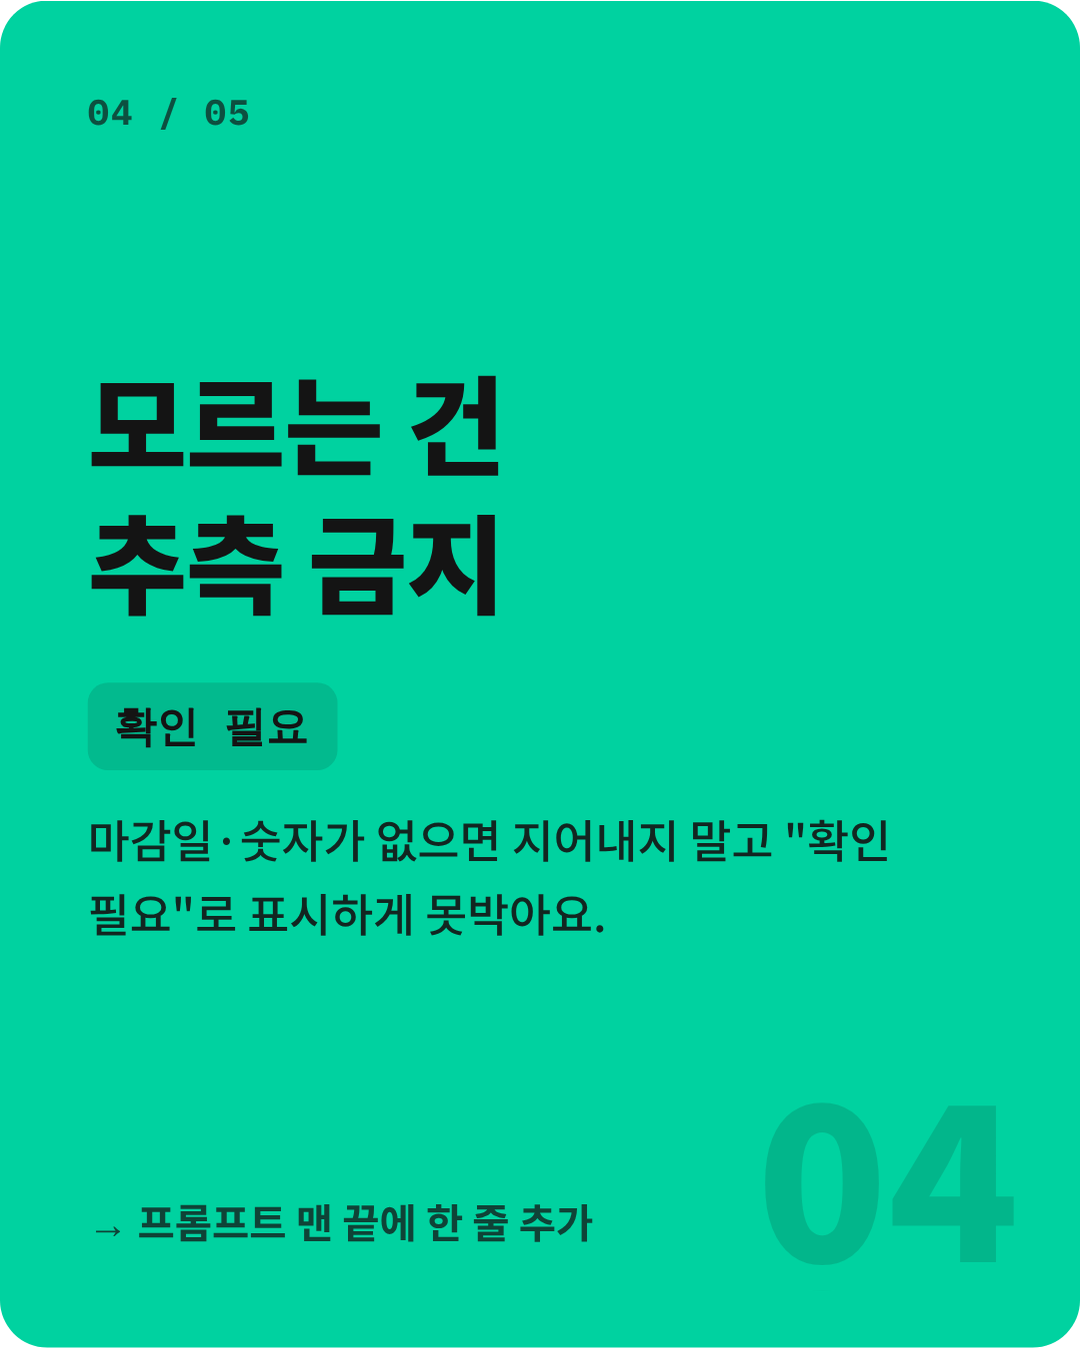 04 / 05
모르는 건
추측 금지
확인 필요
마감일·숫자가 없으면 지어내지 말고 "확인
필요"로 표시하게 못박아요.
→ 프롬프트 맨 끝에 한 줄 추가
04